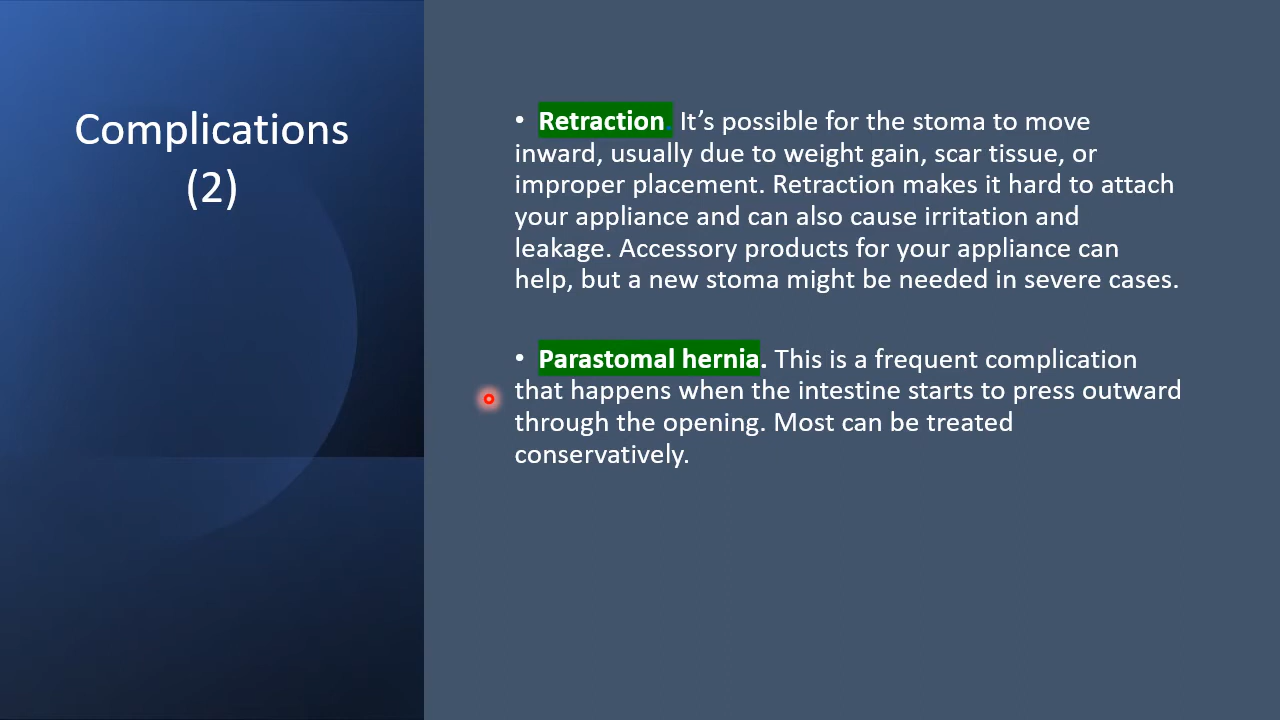 Complications
(2)
• Retraction. It’s possible for the stoma to move
inward, usually due to weight gain, scar tissue, or
improper placement. Retraction makes it hard to attach
your appliance and can also cause irritation and
leakage. Accessory products for your appliance can
help, but a new stoma might be needed in severe cases.
• Parastomal hernia. This is a frequent complication
that happens when the intestine starts to press outward
through the opening. Most can be treated
conservatively.